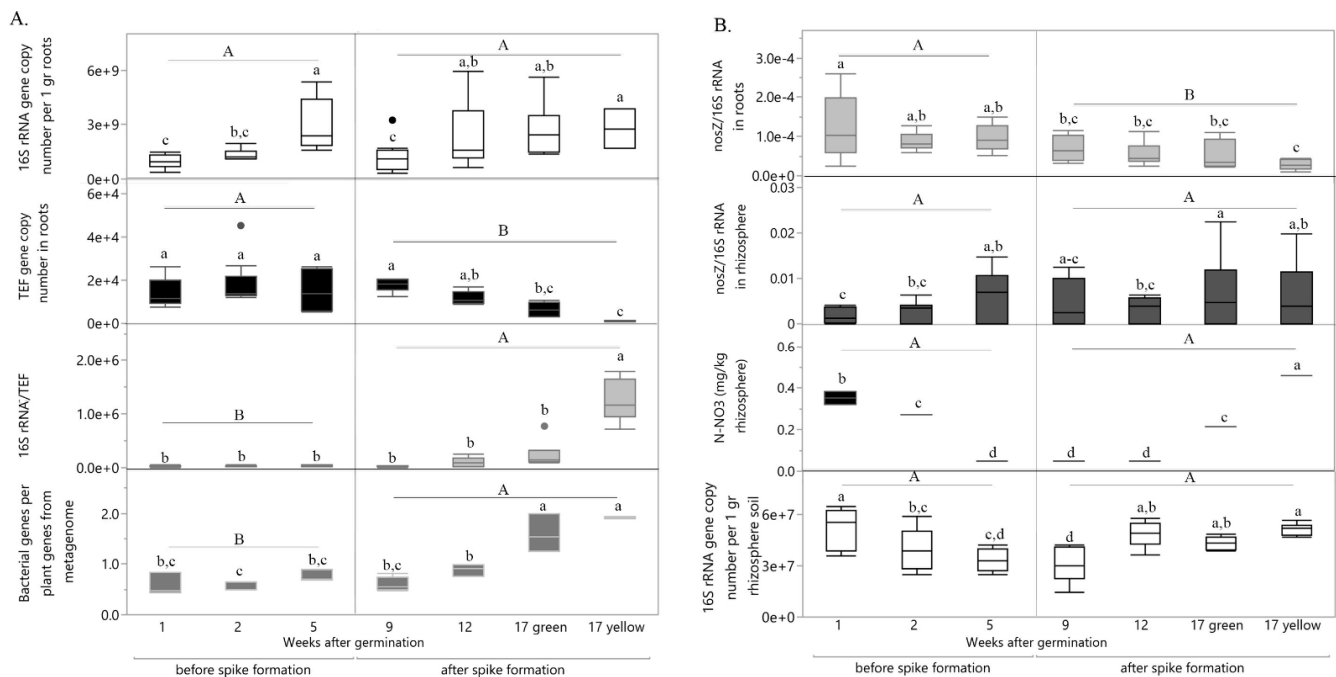 A.
16S rRNA gene copy
number per 1 gr roots
6e+9
3e+9
0e+0
A
A
c
b,c
a
c
a,b
a,b
a
TEF gene copy
number in roots
6e+4
4e+4
2e+4
0e+0
A
B
a
a
a
a
a,b
b,c
c
16S rRNA/TEF
2.0e+6
1.0e+6
0.0e+0
B
A
b
b
b
b
b
b
a
Bacterial genes per
plant genes from
metagenome
2.0
1.0
0.0
B
A
b,c
c
b,c
b,c
b
a
a
1
2
5
9
12
17 green
17 yellow
Weeks after germination
before spike formation
after spike formation
B.
nosZ/16S rRNA
in roots
3.0e-4
2.0e-4
1.0e-4
0.0e+0
A
B
a
a,b
a,b
b,c
b,c
b,c
c
nosZ/16S rRNA
in rhizosphere
0.03
0.02
0.01
0
A
A
c
b,c
a,b
a-c
b,c
a
a,b
N-NO3 (mg/kg
rhizosphere)
0.6
0.4
0.2
0.0
A
A
b
c
d
d
d
c
a
16S rRNA gene copy
number per 1 gr
rhizosphere soil
6e+7
3e+7
0e+0
A
A
a
b,c
c,d
d
a,b
a,b
a
1
2
5
9
12
17 green
17 yellow
Weeks after germination
before spike formation
after spike formation